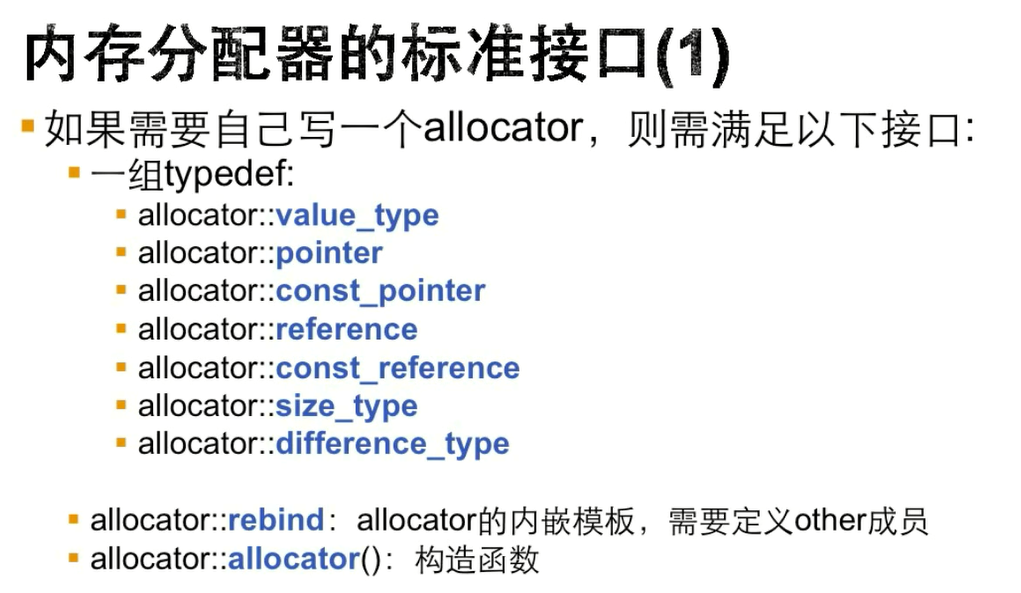 内存分配器的标准接口(1)
如果需要自己写一个allocator，则需满足以下接口:
一组typedef:
allocator::value_type
allocator::pointer
allocator::const_pointer
allocator::reference
allocator::const_reference
allocator::size_type
allocator::difference_type
allocator::rebind：allocator的内嵌模板，需要定义other成员
allocator::allocator()：构造函数